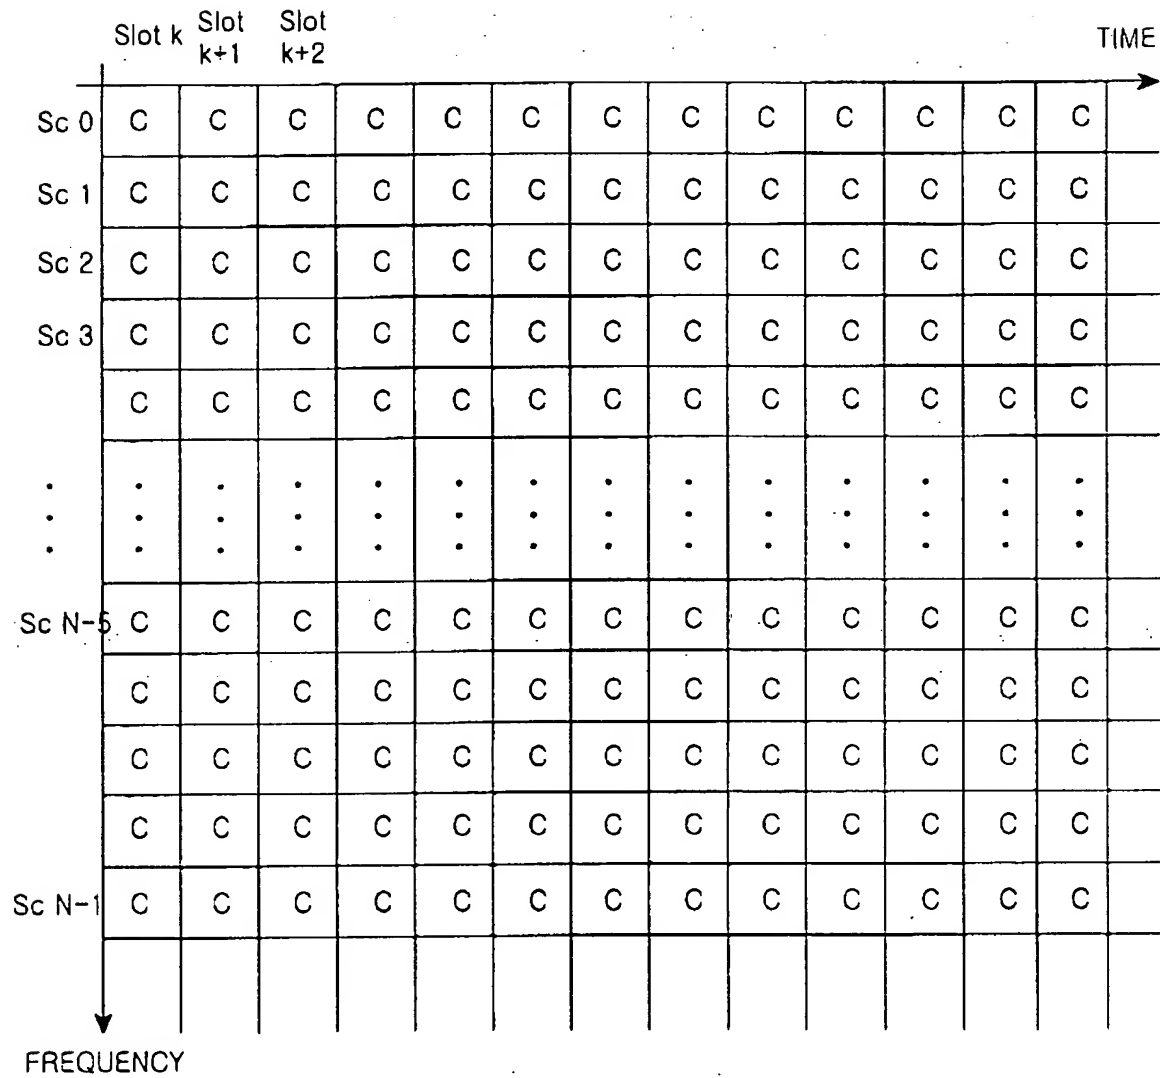 Slot k Slot k+1 Slot k+2 TIME
Sc 0 C C C C C C C C C C C C C
Sc 1 C C C C C C C C C C C C C
Sc 2 C C C C C C C C C C C C C
Sc 3 C C C C C C C C C C C C C
C C C C C C C C C C C C C
Sc N-5 C C C C C C C C C C C C C
C C C C C C C C C C C C C
C C C C C C C C C C C C C
C C C C C C C C C C C C C
Sc N-1 C C C C C C C C C C C C C
FREQUENCY